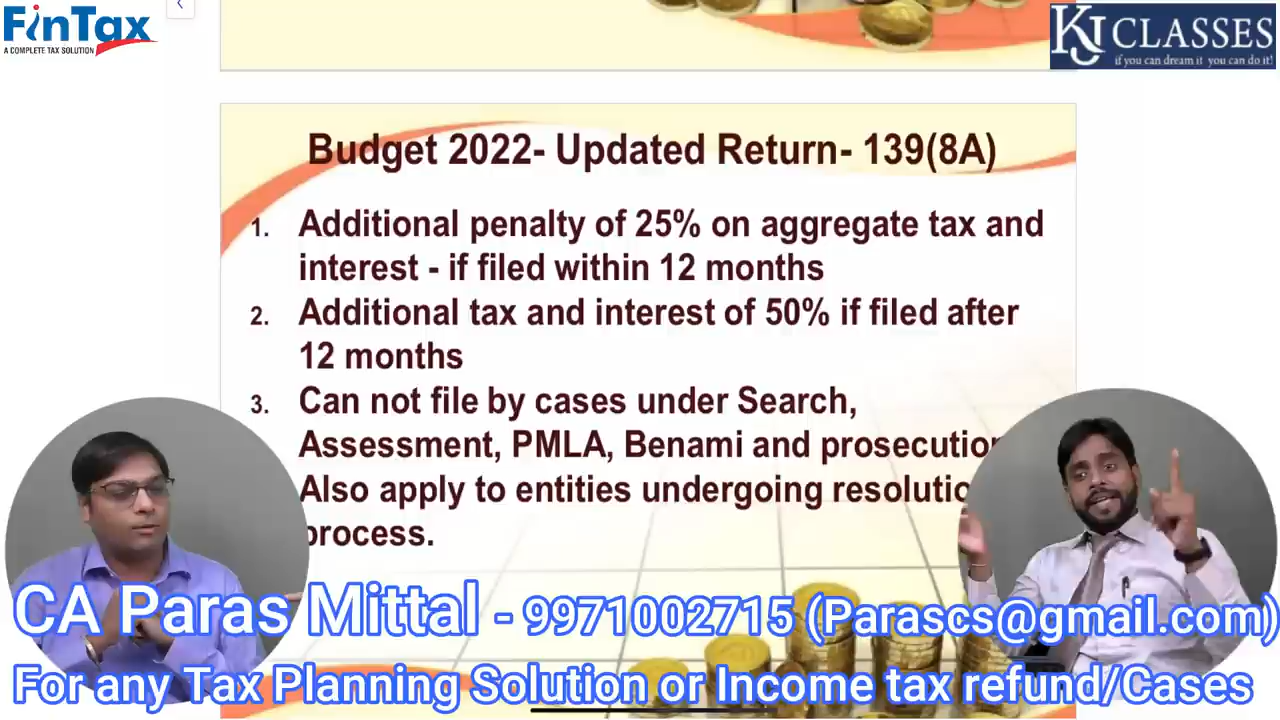 FinTax
A COMPLETE TAX SOLUTION
KJ CLASSES
if you can dream it you can do it!
Budget 2022- Updated Return- 139(8A)
1. Additional penalty of 25% on aggregate tax and
interest - if filed within 12 months
2. Additional tax and interest of 50% if filed after
12 months
3. Can not file by cases under Search,
Assessment, PMLA, Benami and prosecution
Also apply to entities undergoing resolutio
process.
CA Paras Mittal - 9971002715 (Parascs@gmail.com)
For any Tax Planning Solution or Income tax refund/Cases